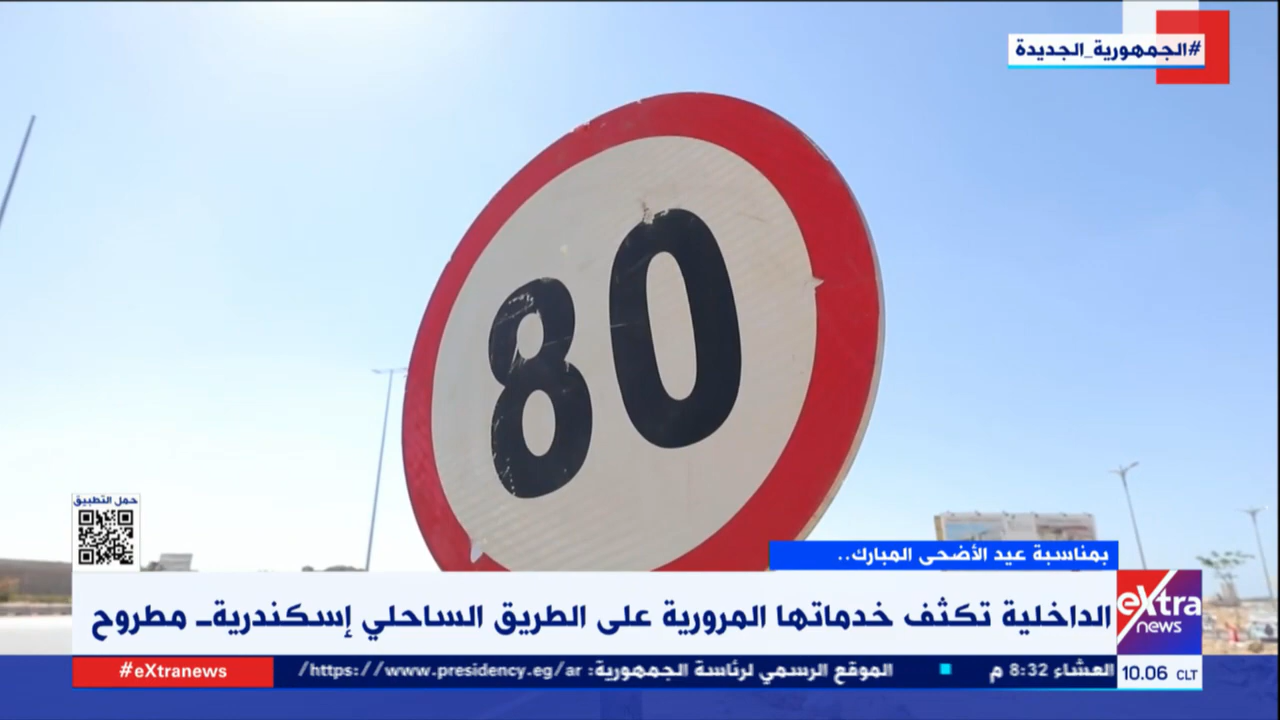 #الجمهورية_الجديدة
80
حمل التطبيق
بمناسبة عيد الأضحى المبارك..
الداخلية تكثف خدماتها المرورية على الطريق الساحلي إسكندرية- مطروح
eXtra
news
#eXtranews
العشاء 8:32 م ■ الموقع الرسمي لرئاسة الجمهورية: https://www.presidency.eg/ar/
10.06 CLT